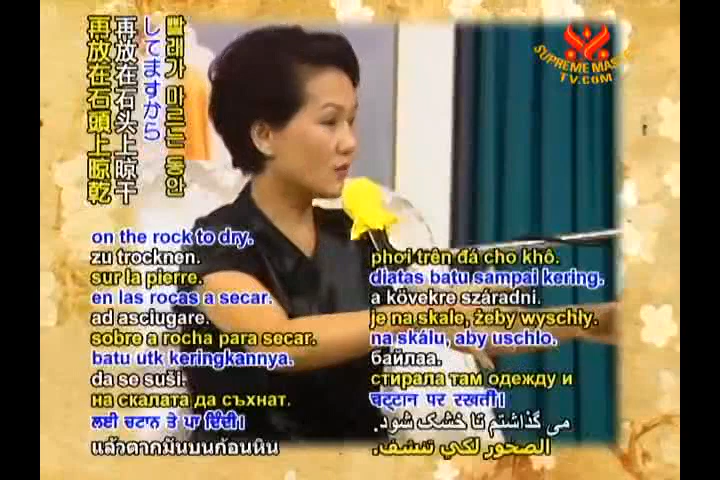 SUPREME MASTER
TV.COM
빨래가 마르는 동안
してますから
再放在石头上晾干
再放在石頭上晾乾
on the rock to dry.
zu trocknen.
sur la pierre.
en las rocas a secar.
ad asciugare.
sobre a rocha para secar.
batu utk keringkannya.
da se suši.
на скалата да съхнат.
ਲਈ ਚਟਾਨ ਤੇ ਪਾ ਦਿੰਦੀ।
แล้วตากมันบนก้อนหิน
phơi trên đá cho khô.
diatas batu sampai kering.
a kövekre száradni.
je na skale, żeby wyschły.
na skálu, aby uschlo.
байлаа.
стирала там одежду и
चट्टान पर रखती।
می گذاشتم تا خشک شود.
الصخور لكي تنشف.